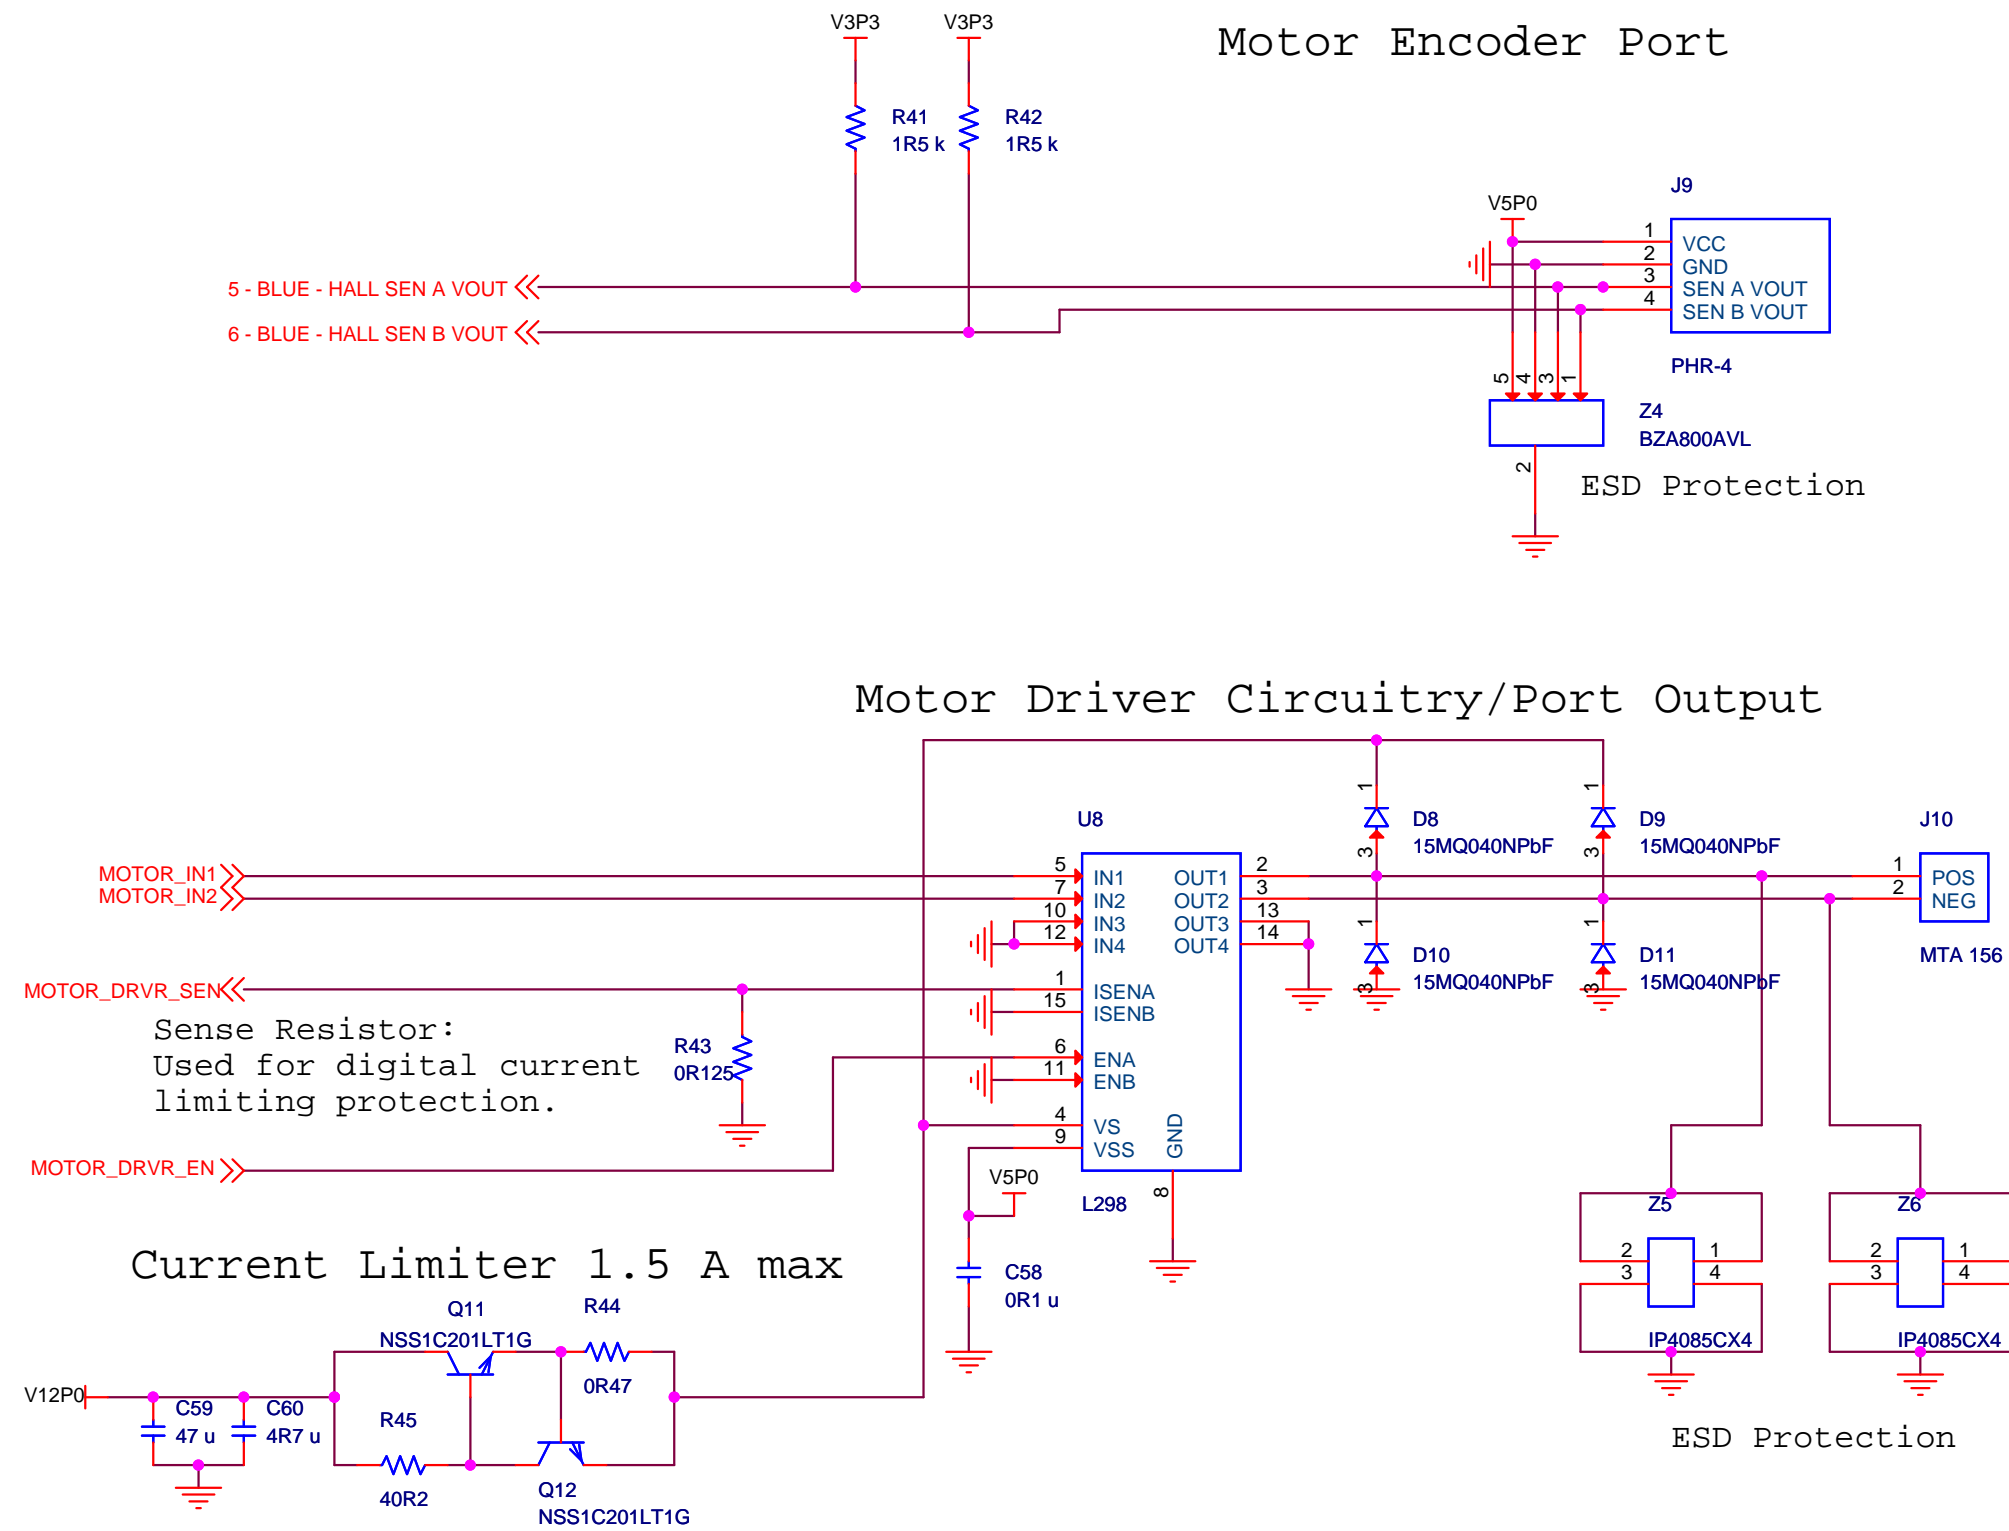 V3P3
V3P3
Motor Encoder Port
R41
1R5 k
R42
1R5 k
J9
V5P0
1
2
3
4
VCC
GND
SEN A VOUT
SEN B VOUT
PHR-4
5 - BLUE - HALL SEN A VOUT
6 - BLUE - HALL SEN B VOUT
5
4
3
1
Z4
BZA800AVL
2
ESD Protection
Motor Driver Circuitry/Port Output
U8
1
D8
15MQ040NPbF
3
1
D9
15MQ040NPbF
3
J10
1
2
POS
NEG
MTA 156
MOTOR_IN1
MOTOR_IN2
5
7
10
12
IN1
IN2
IN3
IN4
OUT1
OUT2
OUT3
OUT4
2
3
13
14
1
D10
15MQ040NPbF
3
1
D11
15MQ040NPbF
3
MOTOR_DRVR_SEN
1
15
ISENA
ISENB
Sense Resistor:
Used for digital current
limiting protection.
R43
0R125
6
11
ENA
ENB
4
9
VS
VSS
GND
8
MOTOR_DRVR_EN
V5P0
L298
C58
0R1 u
Z5
2
3
1
4
IP4085CX4
Z6
2
3
1
4
IP4085CX4
ESD Protection
Current Limiter 1.5 A max
Q11
NSS1C201LT1G
R44
0R47
V12P0
C59
47 u
C60
4R7 u
R45
40R2
Q12
NSS1C201LT1G